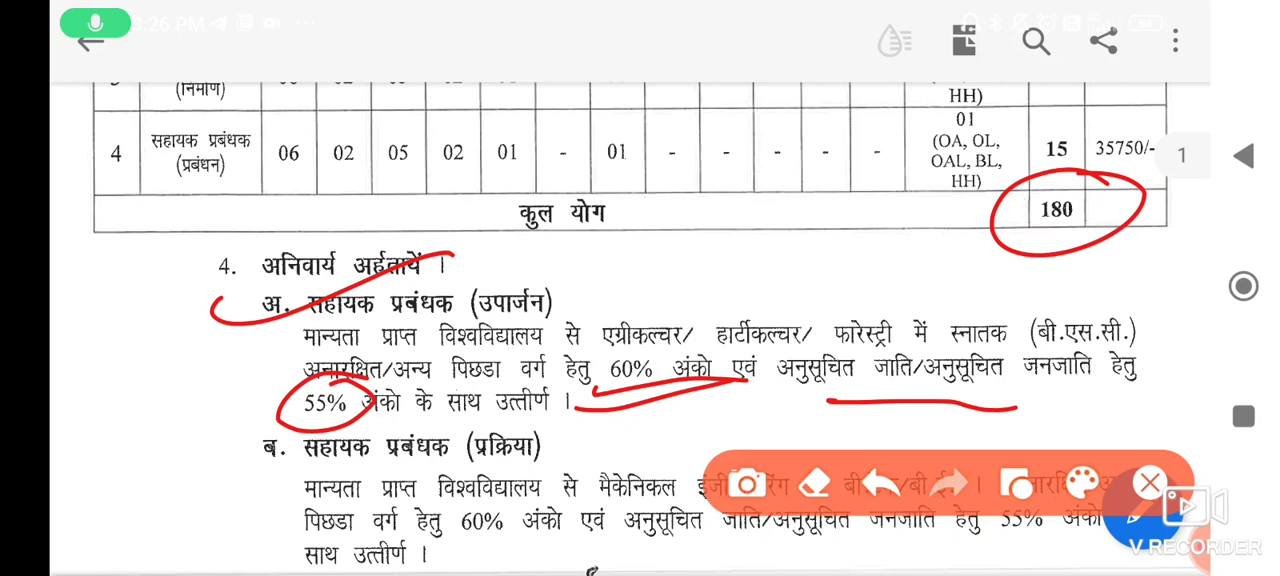 :26 PM
(निर्माण)
HH)
4 सहायक प्रबंधक (प्रबंधन) 06 02 05 02 01 - 01 - - - - - 01 (OA, OL, OAL, BL, HH) 15 35750/-
1
कुल योग 180
4. अनिवार्य अर्हतायें ।
अ. सहायक प्रबंधक (उपार्जन)
मान्यता प्राप्त विश्वविद्यालय से एग्रीकल्चर/ हार्टीकल्चर/ फारेस्ट्री में स्नातक (बी.एस.सी.)
अनारक्षित/अन्य पिछडा वर्ग हेतु 60% अंको एवं अनुसूचित जाति/अनुसूचित जनजाति हेतु
55% अंको के साथ उत्तीर्ण ।
ब. सहायक प्रबंधक (प्रक्रिया)
मान्यता प्राप्त विश्वविद्यालय से मैकेनिकल
पिछडा वर्ग हेतु 60% अंको एवं अनुसूचित जाति/अनुसूचित जनजाति हेतु 55% अंको
साथ उत्तीर्ण ।
V RECORDER